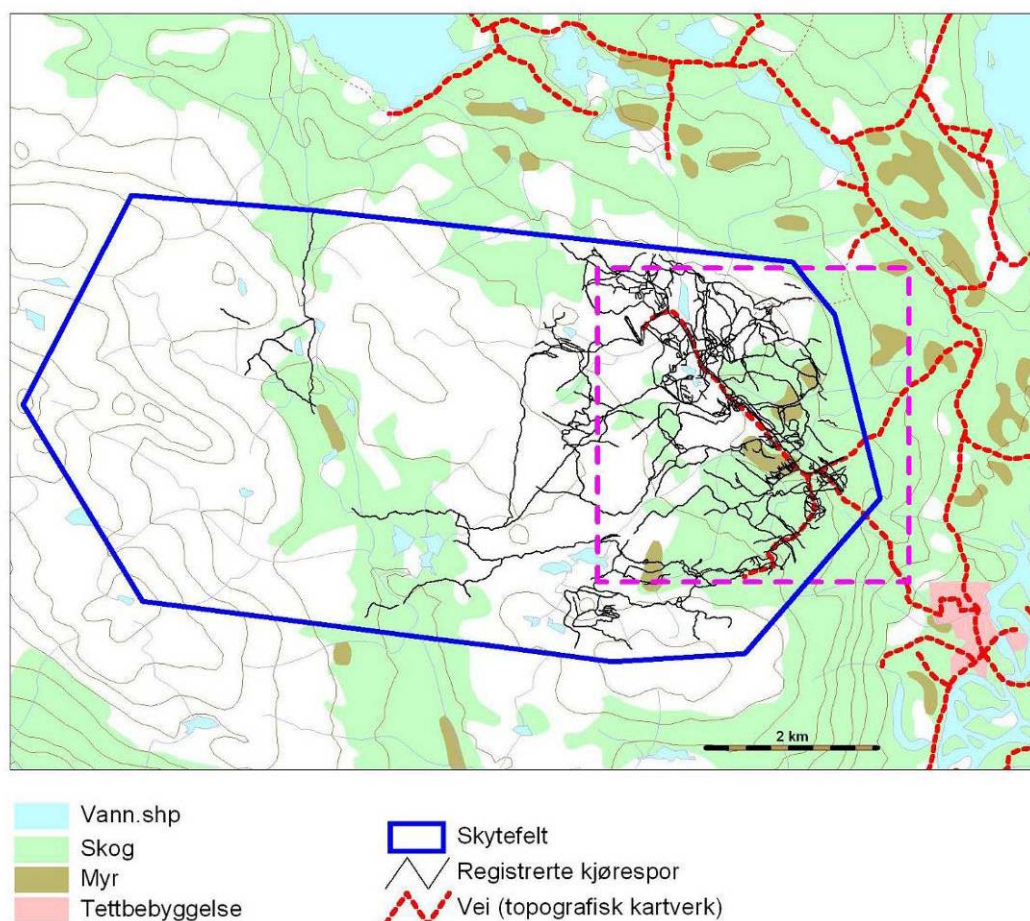 2 km
Vann.shp
Skog
Myr
Tettbebyggelse
Skytefelt
Registrerte kjørespor
Vei (topografisk kartverk)